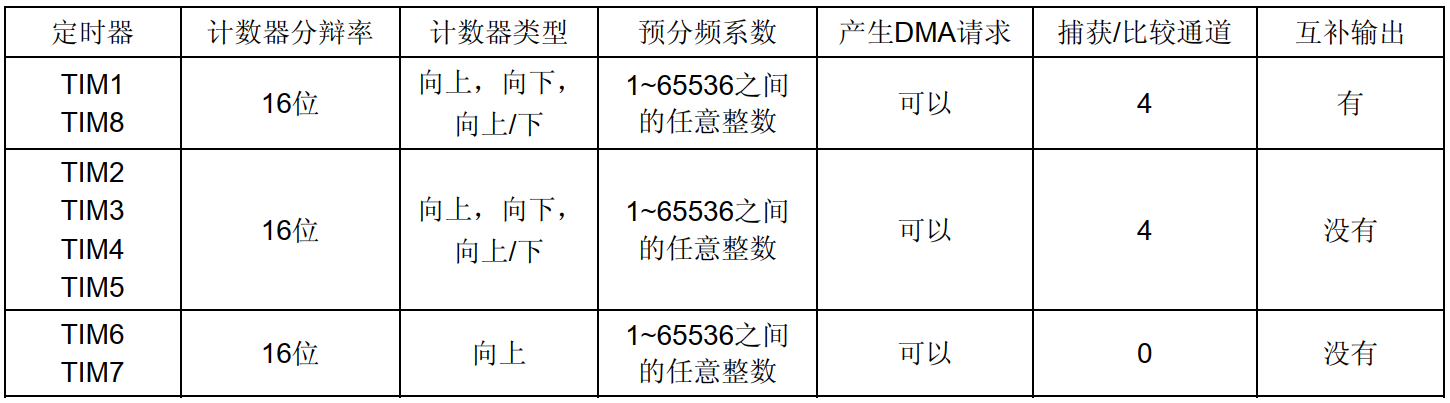 定时器 计数器分辩率 计数器类型 预分频系数 产生DMA请求 捕获/比较通道 互补输出
TIM1
TIM8
16位
向上，向下，
向上/下
1~65536之间
的任意整数
可以
4
有
TIM2
TIM3
TIM4
TIM5
16位
向上，向下，
向上/下
1~65536之间
的任意整数
可以
4
没有
TIM6
TIM7
16位
向上
1~65536之间
的任意整数
可以
0
没有